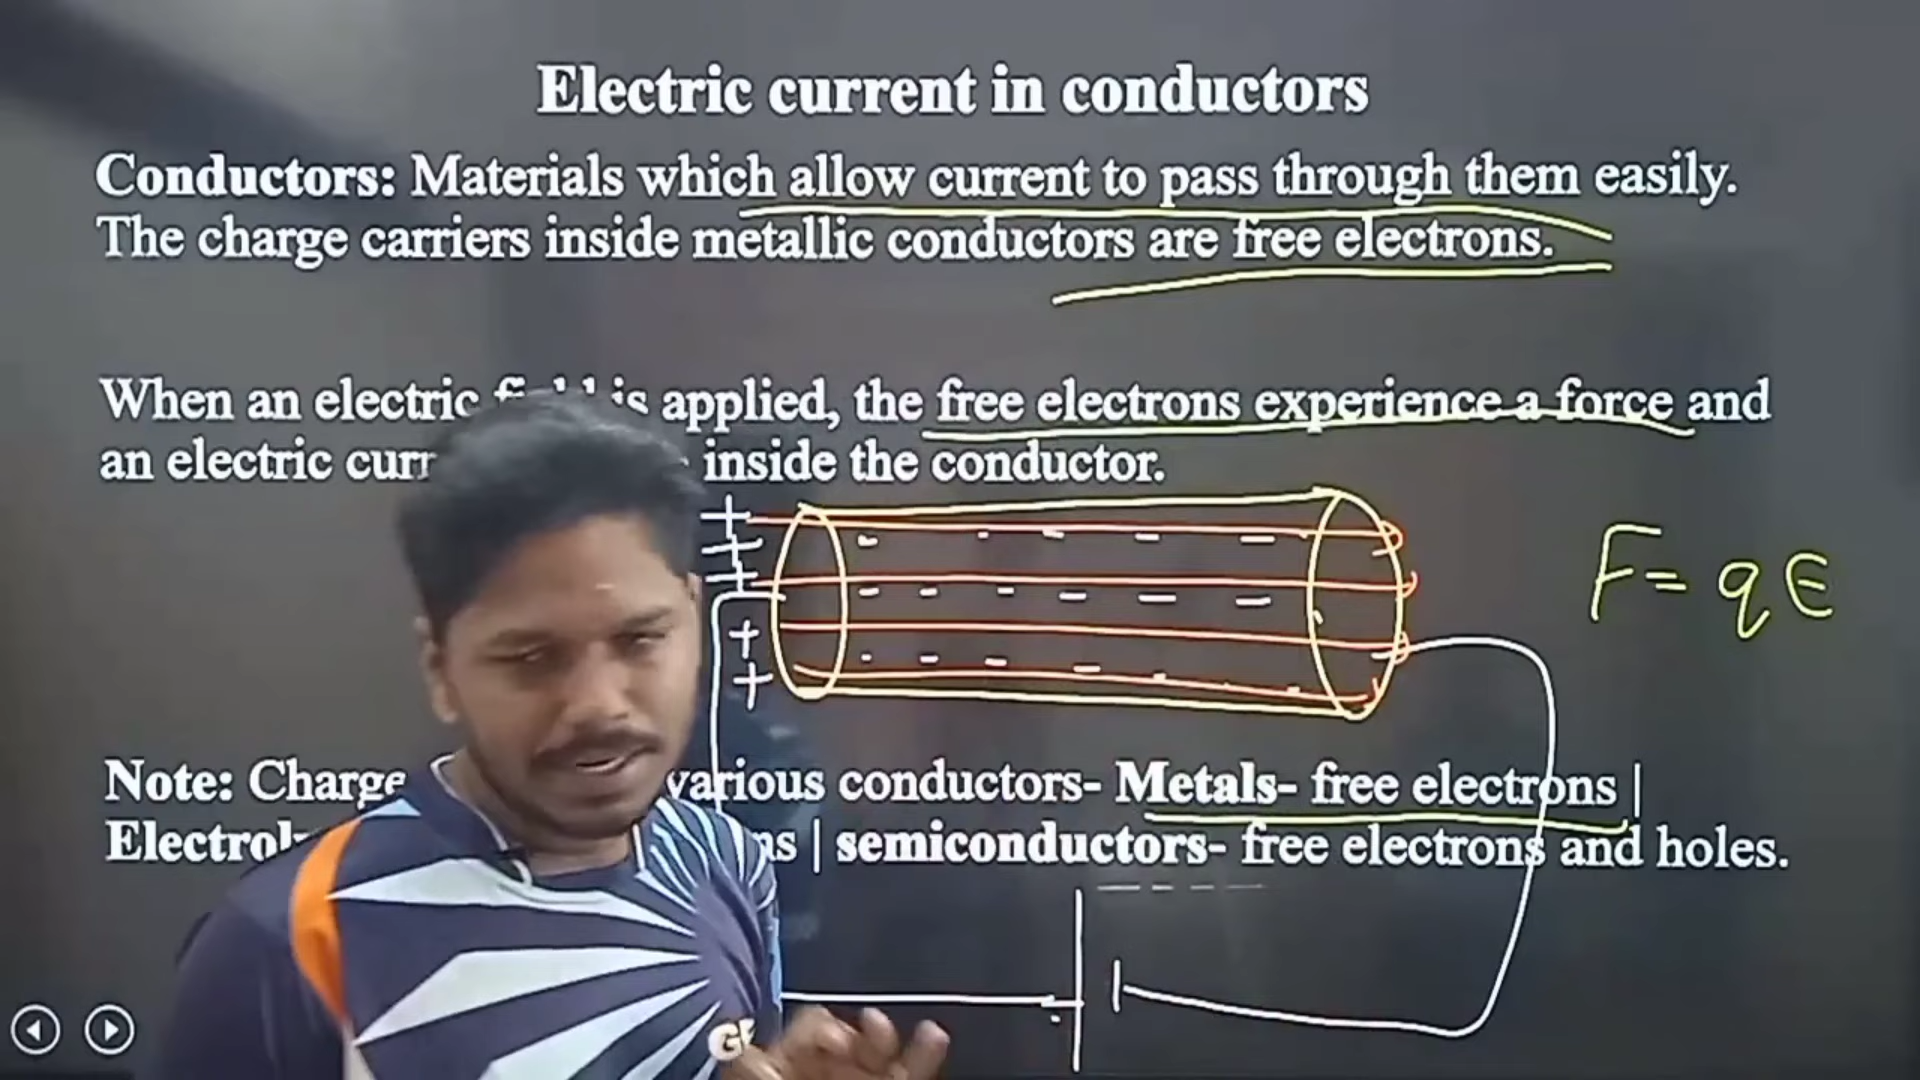 Electric current in conductors
Conductors: Materials which allow current to pass through them easily.
The charge carriers inside metallic conductors are free electrons.
When an electric is applied, the free electrons experience a force and
an electric inside the conductor.
F = qE
Note: Charge various conductors- Metals- free electrons |
| semiconductors- free electrons and holes.